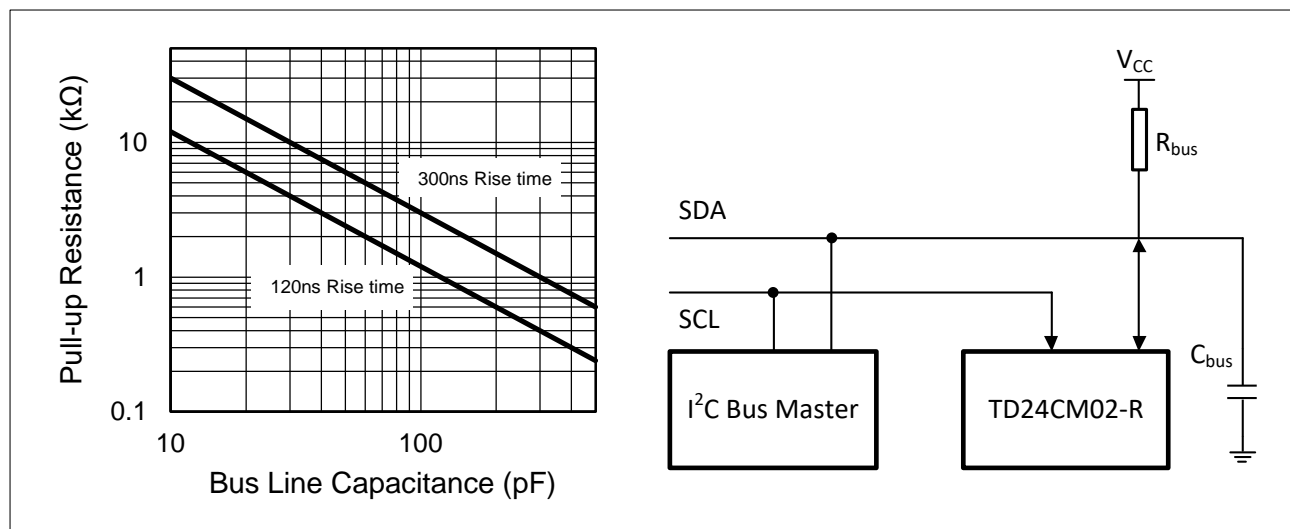 Pull-up Resistance (kΩ)
10
1
0.1
300ns Rise time
120ns Rise time
10
100
Bus Line Capacitance (pF)
VCC
Rbus
SDA
SCL
Cbus
I²C Bus Master
TD24CM02-R